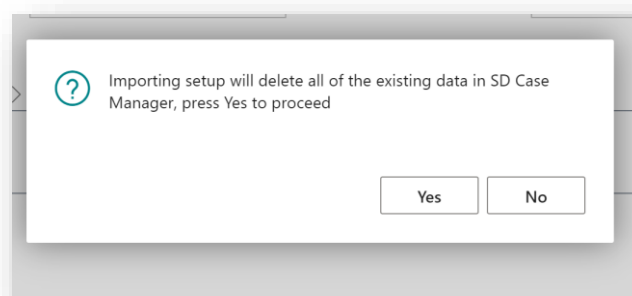 Importing setup will delete all of the existing data in SD Case
Manager, press Yes to proceed
Yes
No